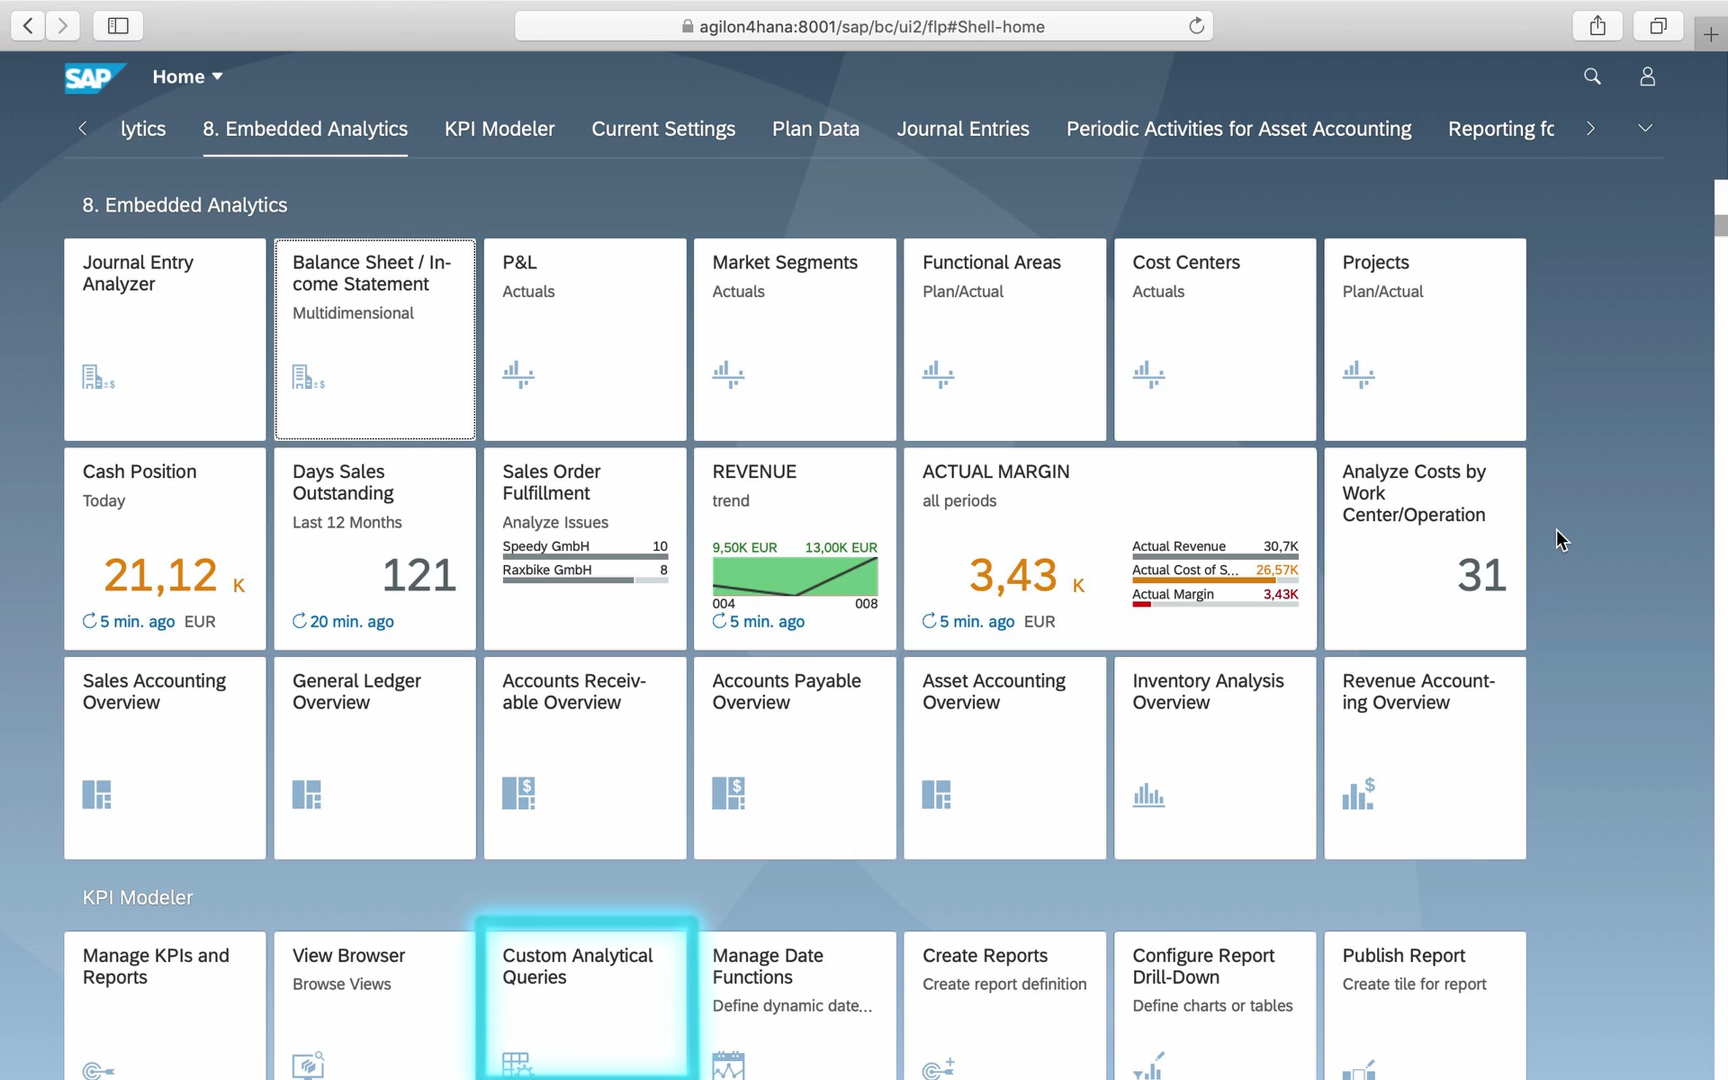 agilon4hana:8001/sap/bc/ui2/flp#Shell-home
SAP
Home
lytics
8. Embedded Analytics
KPI Modeler
Current Settings
Plan Data
Journal Entries
Periodic Activities for Asset Accounting
Reporting fo
8. Embedded Analytics
Journal Entry
Analyzer
Balance Sheet / In-
come Statement
Multidimensional
P&L
Actuals
Market Segments
Actuals
Functional Areas
Plan/Actual
Cost Centers
Actuals
Projects
Plan/Actual
Cash Position
Today
21,12 K
5 min. ago EUR
Days Sales
Outstanding
Last 12 Months
121
20 min. ago
Sales Order
Fulfillment
Analyze Issues
Speedy GmbH 10
Raxbike GmbH 8
REVENUE
trend
9,50K EUR 13,00K EUR
004 008
5 min. ago
ACTUAL MARGIN
all periods
3,43 K
5 min. ago EUR
Actual Revenue 30,7K
Actual Cost of S... 26,57K
Actual Margin 3,43K
Analyze Costs by
Work
Center/Operation
31
Sales Accounting
Overview
General Ledger
Overview
Accounts Receiv-
able Overview
Accounts Payable
Overview
Asset Accounting
Overview
Inventory Analysis
Overview
Revenue Account-
ing Overview
KPI Modeler
Manage KPIs and
Reports
View Browser
Browse Views
Custom Analytical
Queries
Manage Date
Functions
Define dynamic date...
Create Reports
Create report definition
Configure Report
Drill-Down
Define charts or tables
Publish Report
Create tile for report